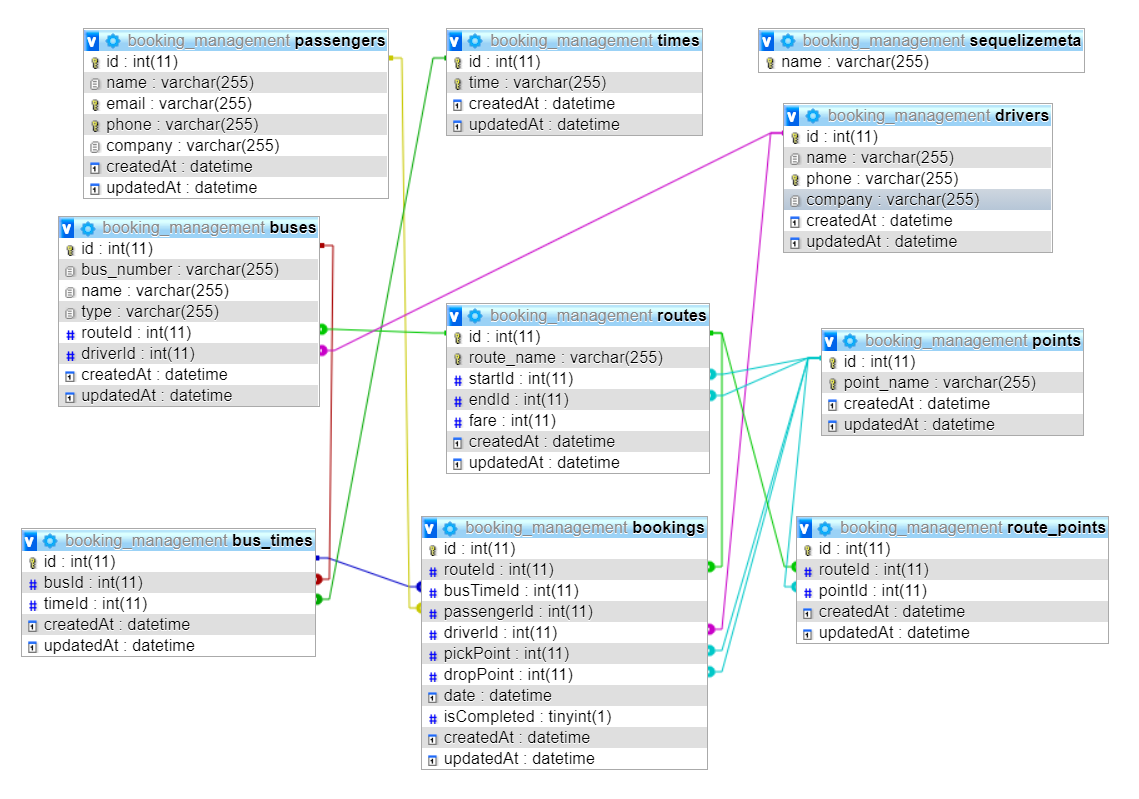 booking_management passengers
id : int(11)
name : varchar(255)
email : varchar(255)
phone : varchar(255)
company : varchar(255)
createdAt : datetime
updatedAt : datetime
booking_management times
id : int(11)
time : varchar(255)
createdAt : datetime
updatedAt : datetime
booking_management sequelizemeta
name : varchar(255)
booking_management drivers
id : int(11)
name : varchar(255)
phone : varchar(255)
company : varchar(255)
createdAt : datetime
updatedAt : datetime
booking_management buses
id : int(11)
bus_number : varchar(255)
name : varchar(255)
type : varchar(255)
routeId : int(11)
driverId : int(11)
createdAt : datetime
updatedAt : datetime
booking_management routes
id : int(11)
route_name : varchar(255)
startId : int(11)
endId : int(11)
fare : int(11)
createdAt : datetime
updatedAt : datetime
booking_management points
id : int(11)
point_name : varchar(255)
createdAt : datetime
updatedAt : datetime
booking_management bus_times
id : int(11)
busId : int(11)
timeId : int(11)
createdAt : datetime
updatedAt : datetime
booking_management bookings
id : int(11)
routeId : int(11)
busTimeId : int(11)
passengerId : int(11)
driverId : int(11)
pickPoint : int(11)
dropPoint : int(11)
date : datetime
isCompleted : tinyint(1)
createdAt : datetime
updatedAt : datetime
booking_management route_points
id : int(11)
routeId : int(11)
pointId : int(11)
createdAt : datetime
updatedAt : datetime